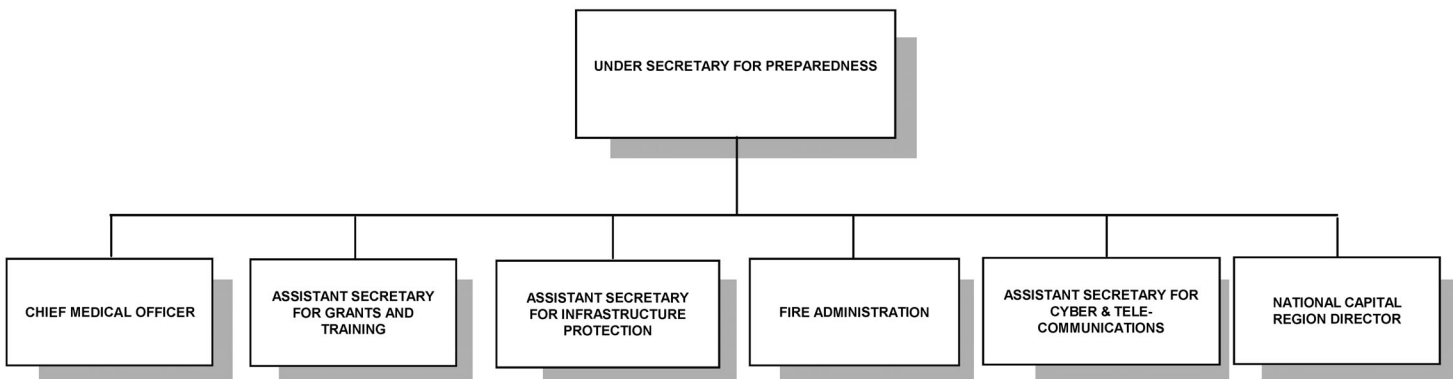 UNDER SECRETARY FOR PREPAREDNESS
CHIEF MEDICAL OFFICER
ASSISTANT SECRETARY
FOR GRANTS AND
TRAINING
ASSISTANT SECRETARY
FOR INFRASTRUCTURE
PROTECTION
FIRE ADMINISTRATION
ASSISTANT SECRETARY FOR
CYBER & TELE-
COMMUNICATIONS
NATIONAL CAPITAL
REGION DIRECTOR